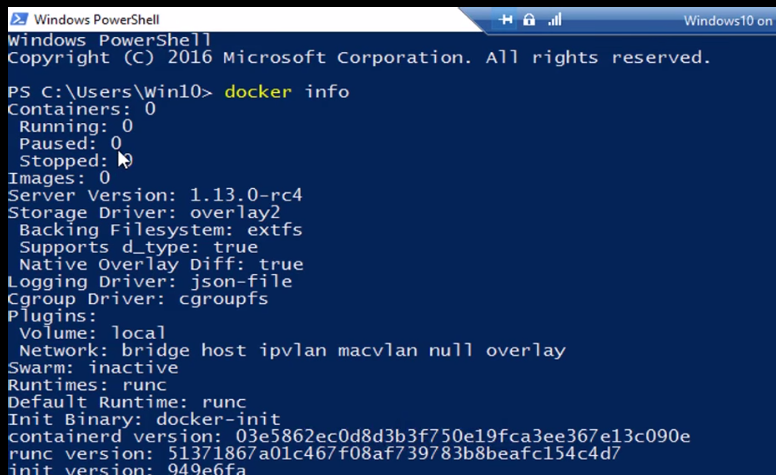 Windows PowerShell
Windows10 on
Windows PowerShell
Copyright (C) 2016 Microsoft Corporation. All rights reserved.
PS C:\Users\Win10> docker info
Containers: 0
Running: 0
Paused: 0
Stopped: 0
Images: 0
Server Version: 1.13.0-rc4
Storage Driver: overlay2
Backing Filesystem: extfs
Supports d_type: true
Native Overlay Diff: true
Logging Driver: json-file
Cgroup Driver: cgroupfs
Plugins:
Volume: local
Network: bridge host ipvlan macvlan null overlay
Swarm: inactive
Runtimes: runc
Default Runtime: runc
Init Binary: docker-init
containerd version: 03e5862ec0d8d3b3f750e19fca3ee367e13c090e
runc version: 51371867a01c467f08af739783b8beafc154c4d7
init version: 949e6fa